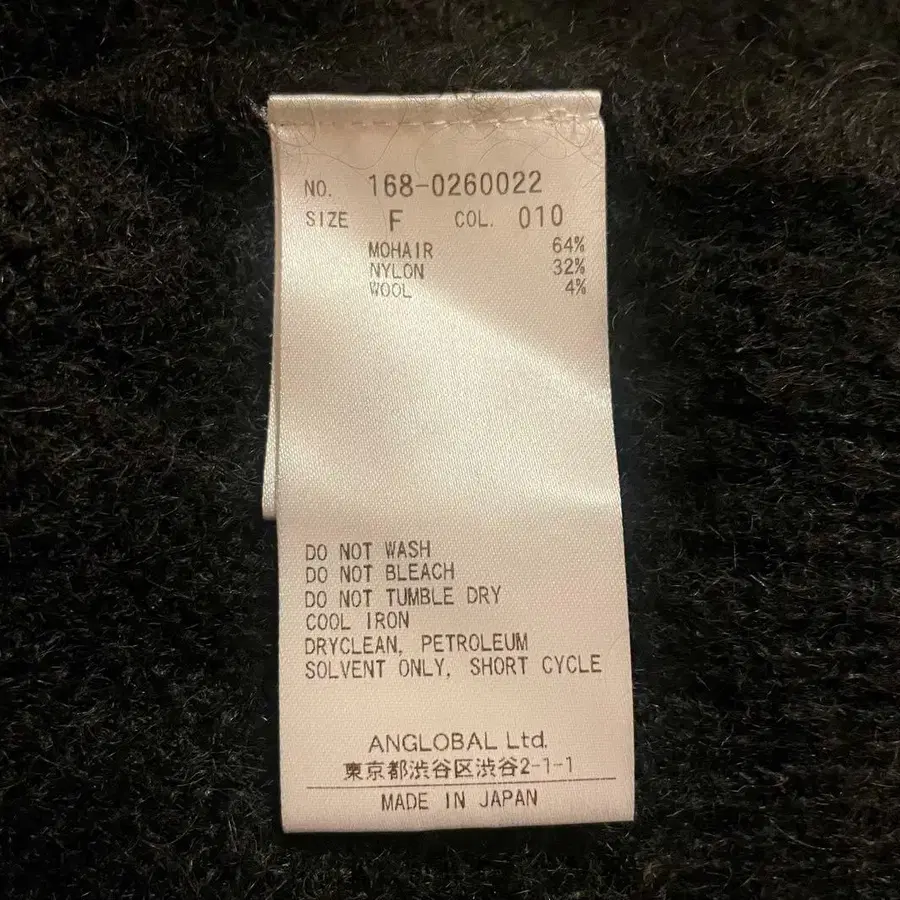 NO. 168-0260022
SIZE F COL. 010
MOHAIR 64%
NYLON 32%
WOOL 4%
DO NOT WASH
DO NOT BLEACH
DO NOT TUMBLE DRY
COOL IRON
DRYCLEAN, PETROLEUM
SOLVENT ONLY, SHORT CYCLE
ANGLOBAL Ltd.
東京都渋谷区渋谷2-1-1
MADE IN JAPAN